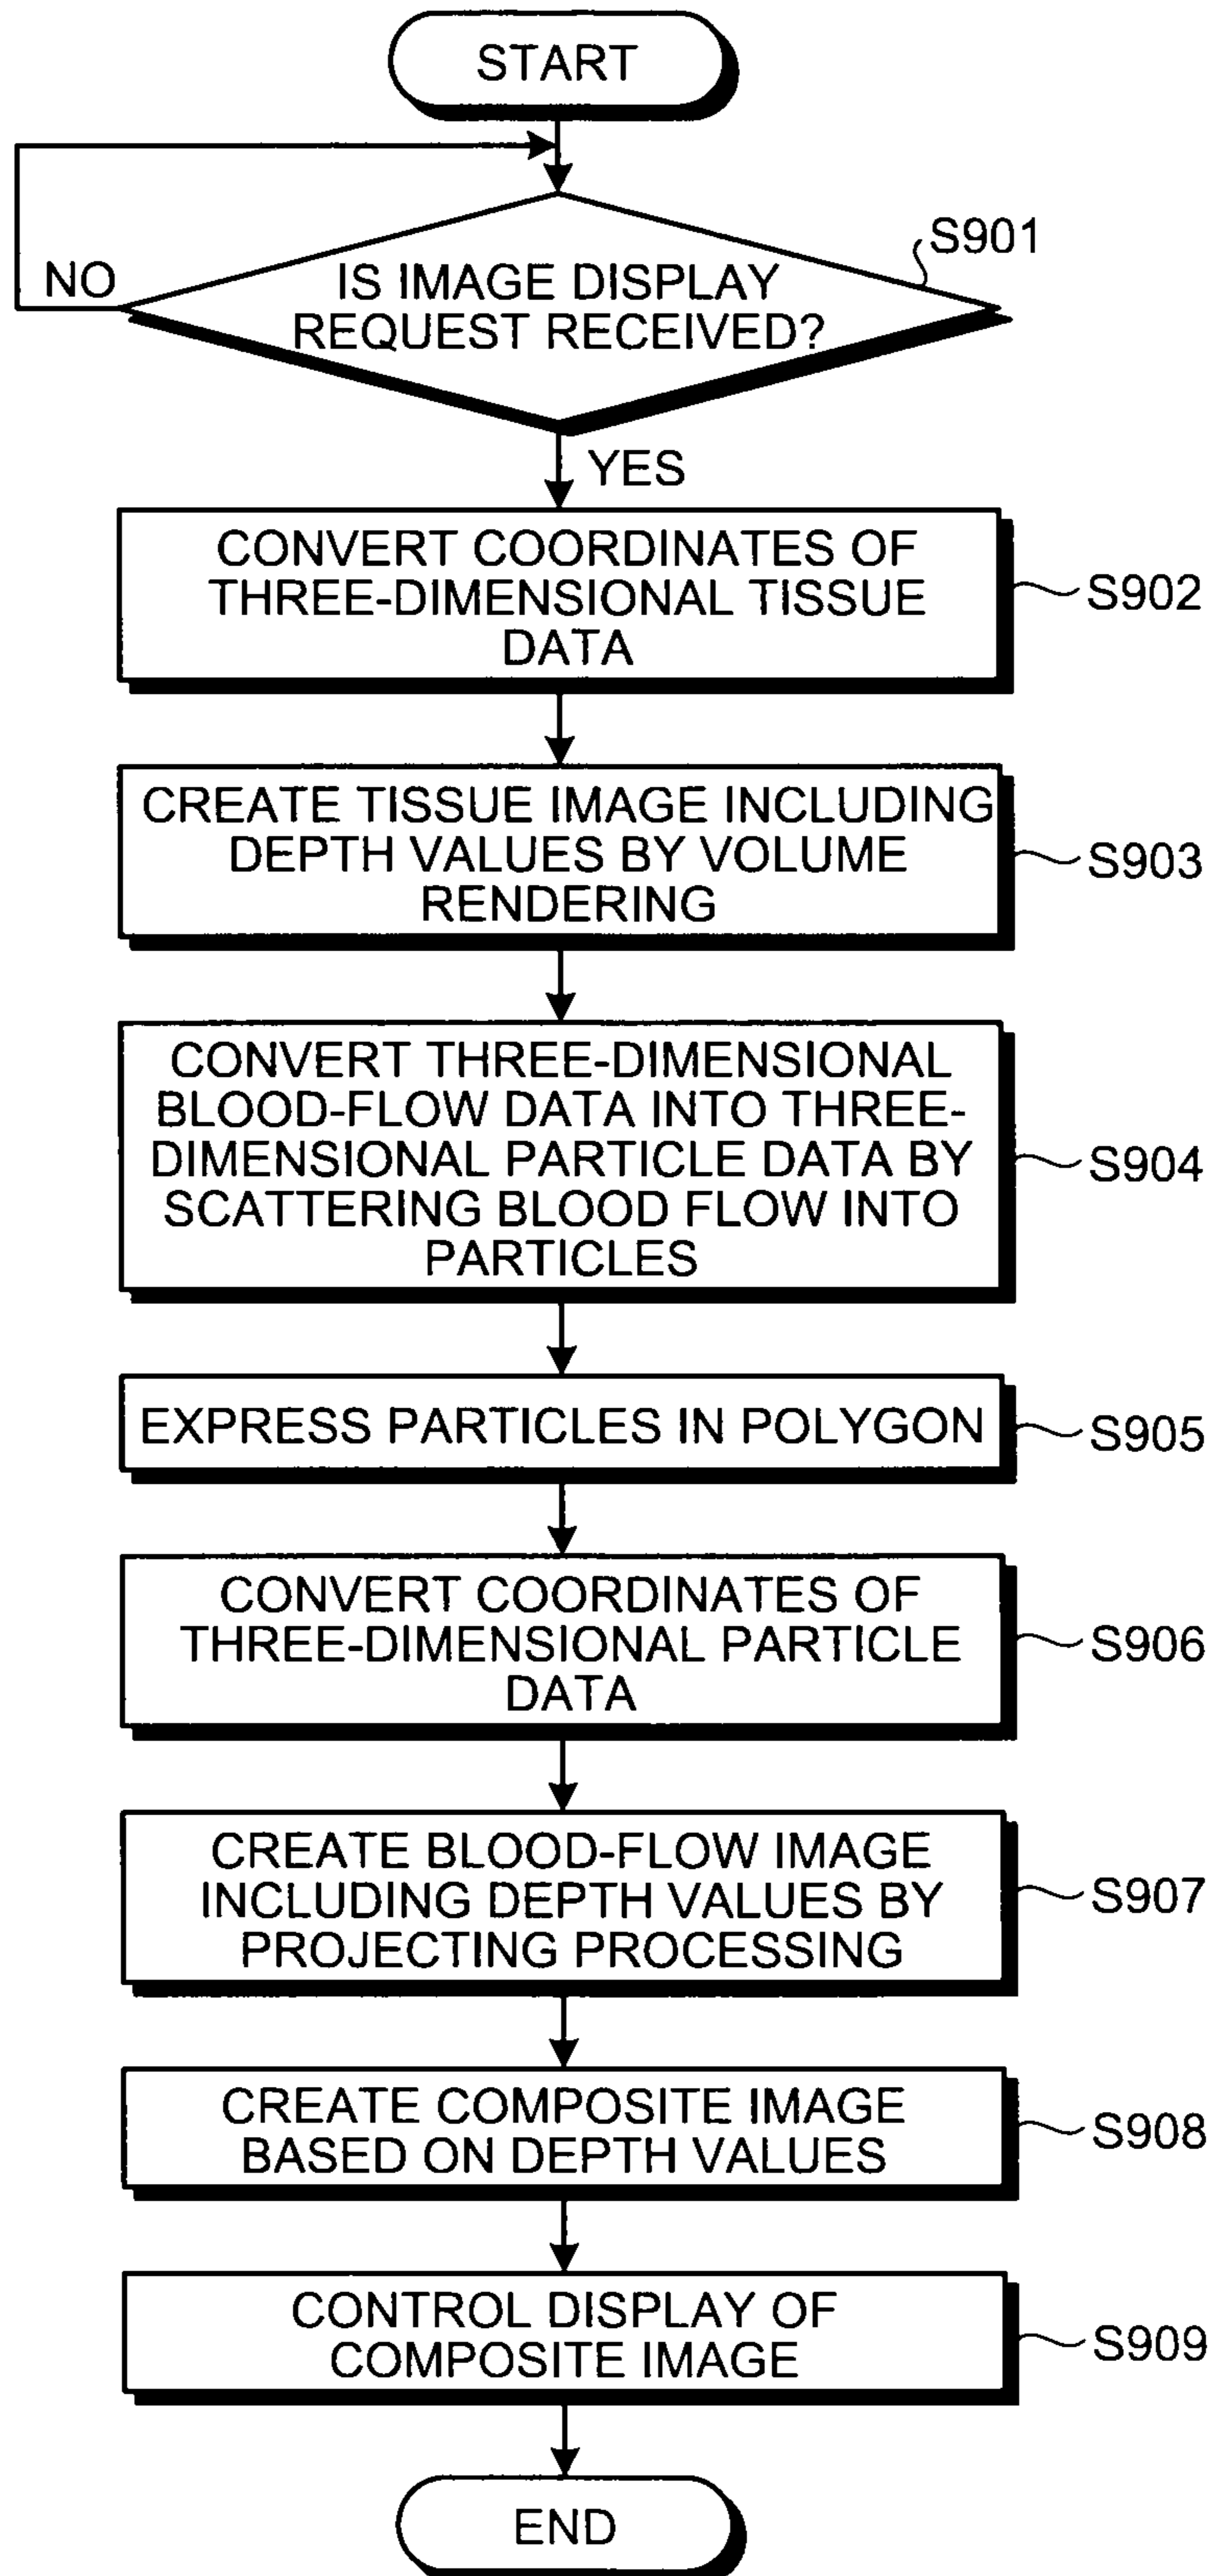 START
S901
NO
IS IMAGE DISPLAY
REQUEST RECEIVED?
YES
CONVERT COORDINATES OF
THREE-DIMENSIONAL TISSUE
DATA
S902
CREATE TISSUE IMAGE INCLUDING
DEPTH VALUES BY VOLUME
RENDERING
S903
CONVERT THREE-DIMENSIONAL
BLOOD-FLOW DATA INTO THREE-
DIMENSIONAL PARTICLE DATA BY
SCATTERING BLOOD FLOW INTO
PARTICLES
S904
EXPRESS PARTICLES IN POLYGON
S905
CONVERT COORDINATES OF
THREE-DIMENSIONAL PARTICLE
DATA
S906
CREATE BLOOD-FLOW IMAGE
INCLUDING DEPTH VALUES BY
PROJECTING PROCESSING
S907
CREATE COMPOSITE IMAGE
BASED ON DEPTH VALUES
S908
CONTROL DISPLAY OF
COMPOSITE IMAGE
S909
END